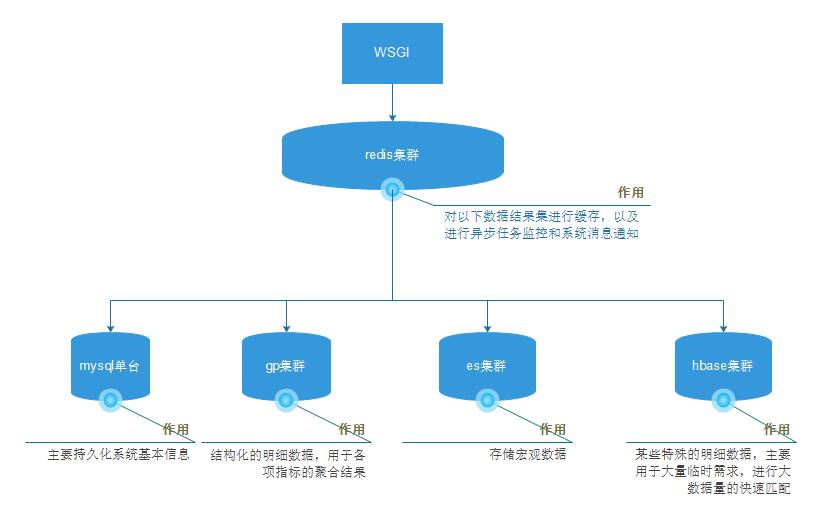 WSGI
redis集群
作用
对以下数据结果集进行缓存，以及
进行异步任务监控和系统消息通知
mysql单台
gp集群
es集群
hbase集群
作用
主要持久化系统基本信息
作用
结构化的明细数据，用于各
项指标的聚合结果
作用
存储宏观数据
作用
某些特殊的明细数据，主要
用于大量临时需求，进行大
数据量的快速匹配